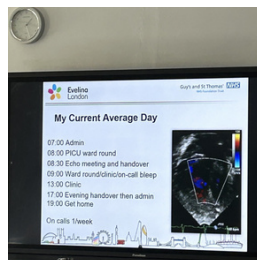 Evelina
London
Guy's and St Thomas' NHS
NHS Foundation Trust
My Current Average Day
07:00 Admin
08:00 PICU ward round
08:30 Echo meeting and handover
09:00 Ward round/clinic/on-call bleep
13:00 Clinic
17:00 Evening handover then admin
19:00 Get home
On calls 1/week